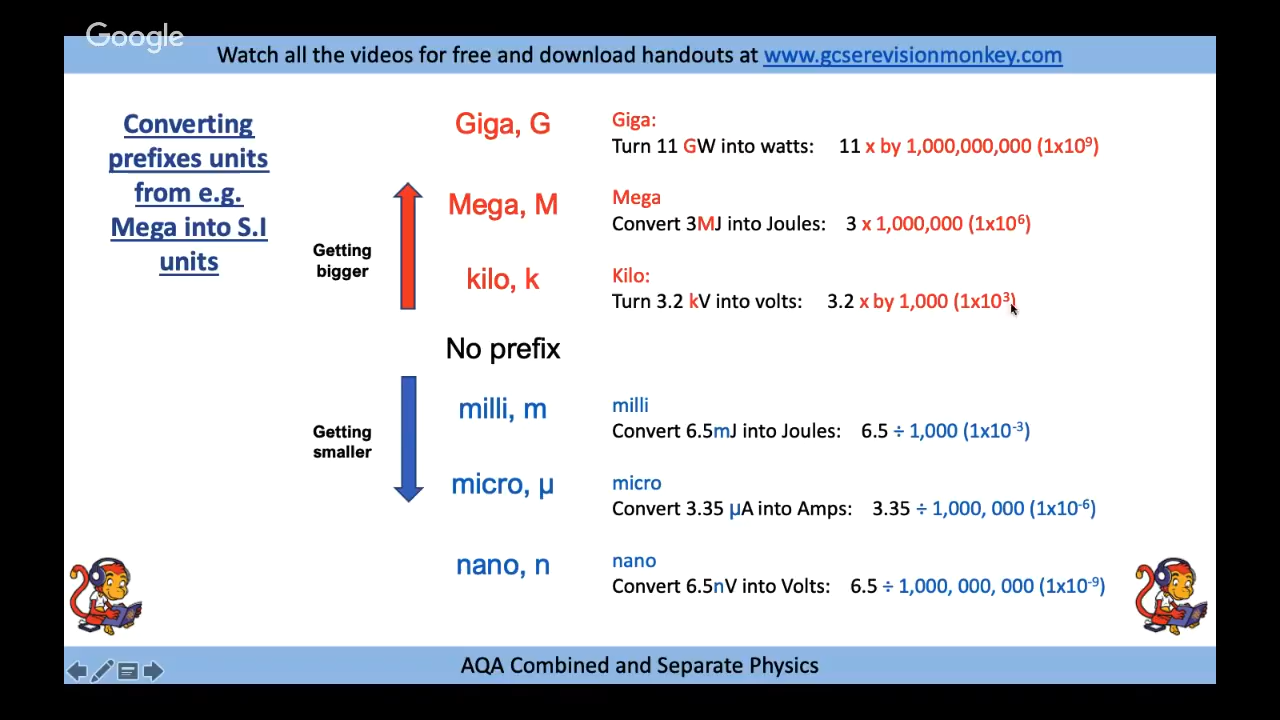 Google
Watch all the videos for free and download handouts at www.gcserevisionmonkey.com
Converting
prefixes units
from e.g.
Mega into S.I
units
Getting
bigger
Getting
smaller
Giga, G
Mega, M
kilo, k
No prefix
milli, m
micro, µ
nano, n
Giga:
Turn 11 GW into watts: 11 x by 1,000,000,000 (1x10⁹)
Mega
Convert 3MJ into Joules: 3 x 1,000,000 (1x10⁶)
Kilo:
Turn 3.2 kV into volts: 3.2 x by 1,000 (1x10³)
milli
Convert 6.5mJ into Joules: 6.5 ÷ 1,000 (1x10⁻³)
micro
Convert 3.35 µA into Amps: 3.35 ÷ 1,000, 000 (1x10⁻⁶)
nano
Convert 6.5nV into Volts: 6.5 ÷ 1,000, 000, 000 (1x10⁻⁹)
AQA Combined and Separate Physics